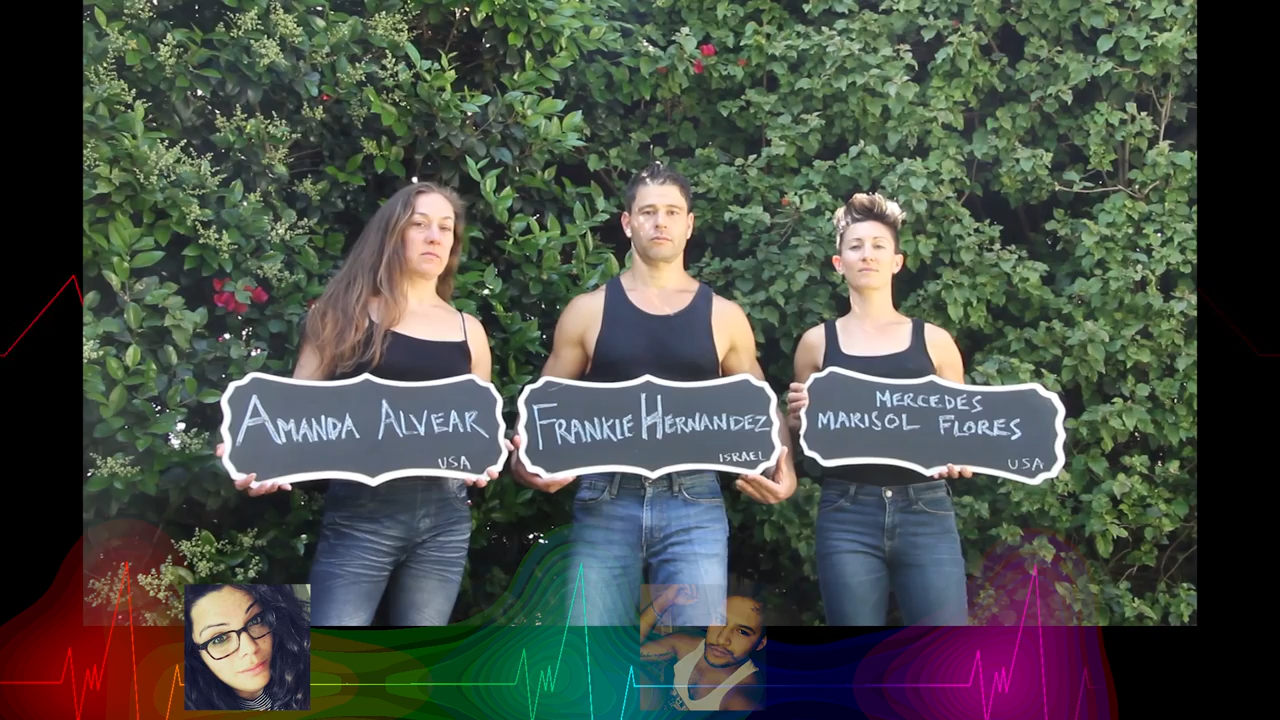 AMANDA ALVEAR
USA
FRANKIE HERNANDEZ
ISRAEL
MERCEDES
MARISOL FLORES
USA